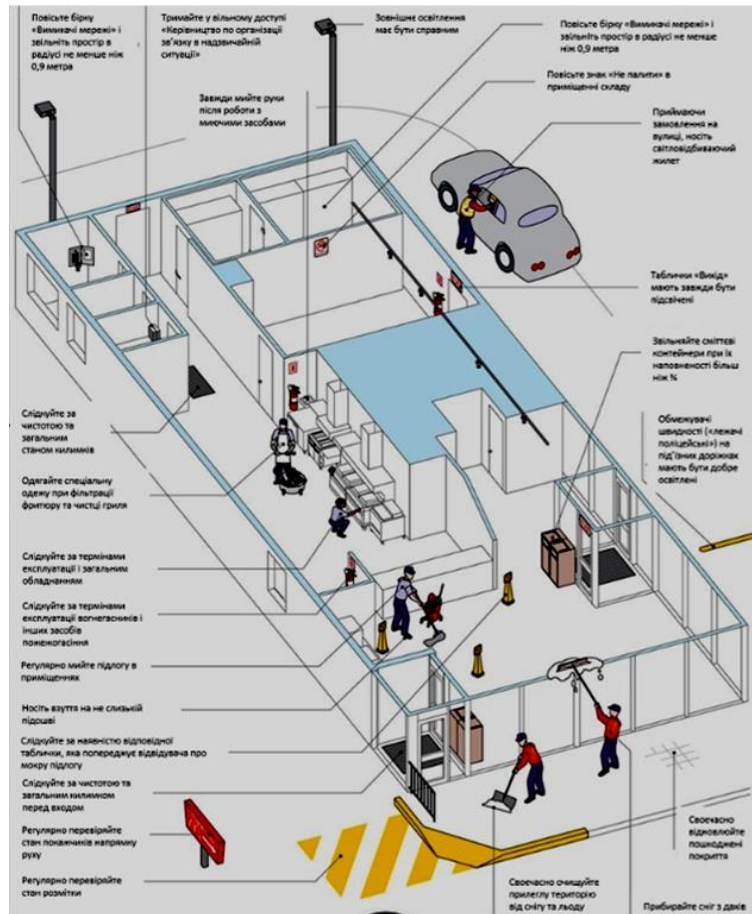 Повісьте бірку
«Вимикачі мережі» і
звільніть простір в
радіусі не менше ніж
0,9 метра
Тримайте у вільному доступі
«Керівництво по організації
зв'язку в надзвичайній
ситуації»
Зовнішнє освітлення
має бути справним
Повісьте бірку «Вимикачі мережі» і
звільніть простір в радіусі не менше
ніж 0,9 метра
Завжди мийте руки
після роботи з
миючими засобами
Повісьте знак «Не палити» в
приміщенні складу
Приймаючи
замовлення на
вулиці, носіть
світловідбиваючий
жилет
Таблички «Вихід»
мають завжди бути
підсвічені
Звільняйте сміттєві
контейнери при їх
наповненості більш
ніж ¾
Обмежувачі
швидкості («лежачі
поліцейські») на
під'їзних доріжках
мають бути добре
освітлені
Слідкуйте за
чистотою та
загальним
станом килимків
Одягайте спеціальну
одежу при фільтрації
фритюру та чистці гриля
Слідкуйте за термінами
експлуатації і загальним
обладнанням
Слідкуйте за термінами
експлуатації вогнегасників і
інших засобів
пожежогасіння
Регулярно мийте підлогу в
приміщеннях
Носіть взуття на не слизькій
підошві
Слідкуйте за наявністю відповідної
таблички, яка попереджує відвідувача про
мокру підлогу
Слідкуйте за чистотою та
загальним килимном
перед входом
Регулярно перевіряйте
стан покажчиків напрямку
руху
Регулярно перевіряйте
стан розмітки
Своєчасно очищуйте
прилеглу територію
від снігу та льоду
Своєчасно
відновлюйте
пошкоджені
покриття
Прибирайте сніг з дахів